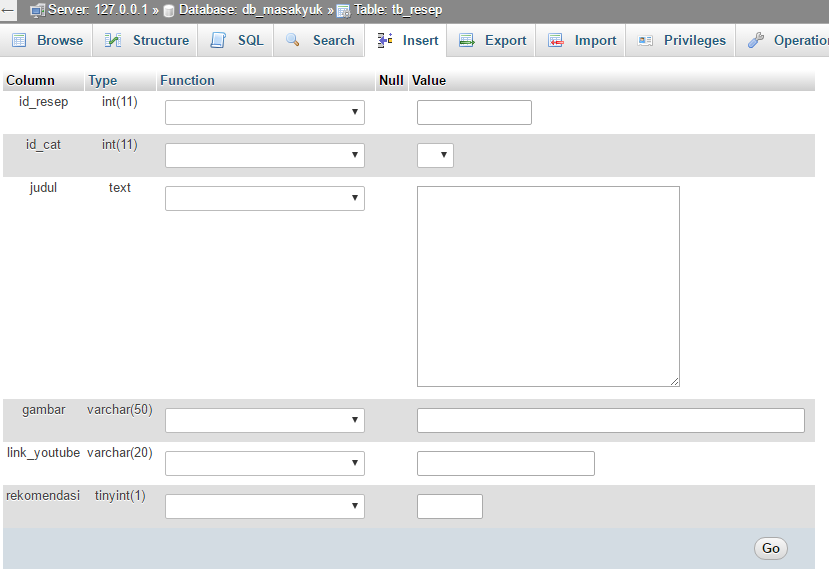 ← Server: 127.0.0.1 » Database: db_masakyuk » Table: tb_resep
Browse Structure SQL Search Insert Export Import Privileges Operation
Column Type Function Null Value
id_resep int(11)
id_cat int(11)
judul text
gambar varchar(50)
link_youtube varchar(20)
rekomendasi tinyint(1)
Go